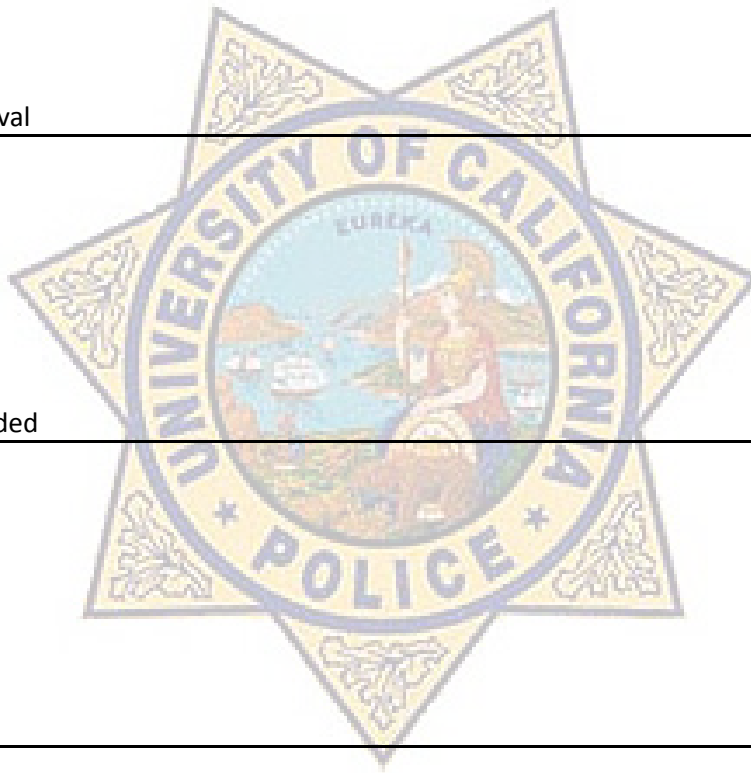 val
UNIVERSITY OF CALIFORNIA
EUREKA
ded
★ POLICE ★